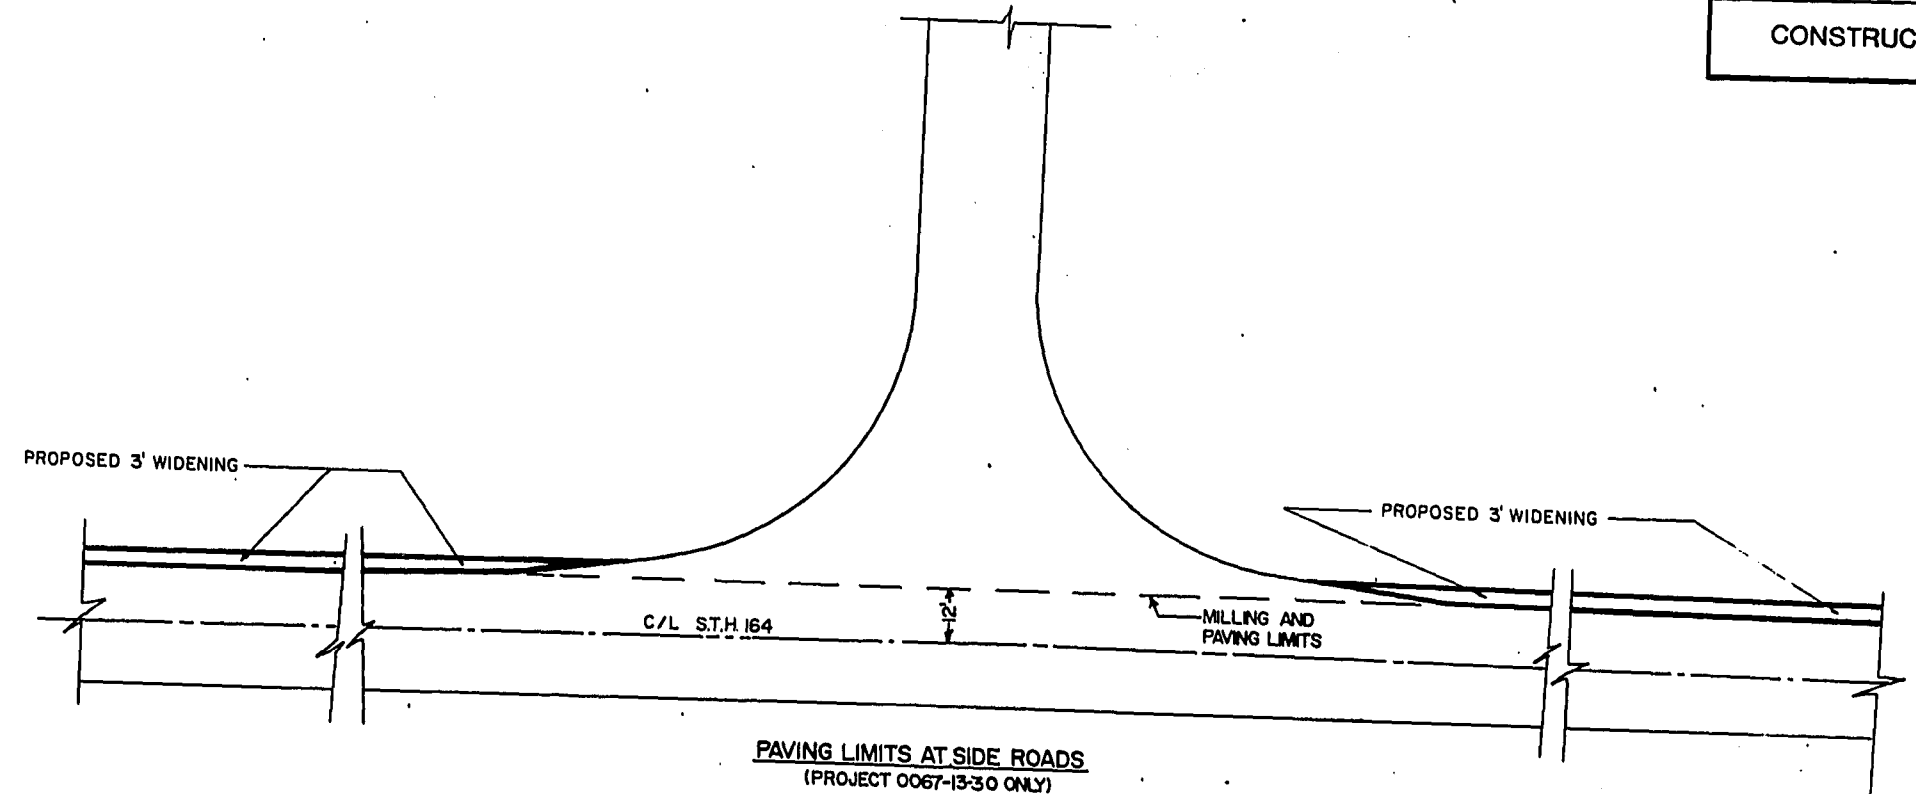 CONSTRUC
PROPOSED 3' WIDENING
PROPOSED 3' WIDENING
C/L S.T.H. 164
12'
MILLING AND
PAVING LIMITS
PAVING LIMITS AT SIDE ROADS
(PROJECT 0067-13-30 ONLY)